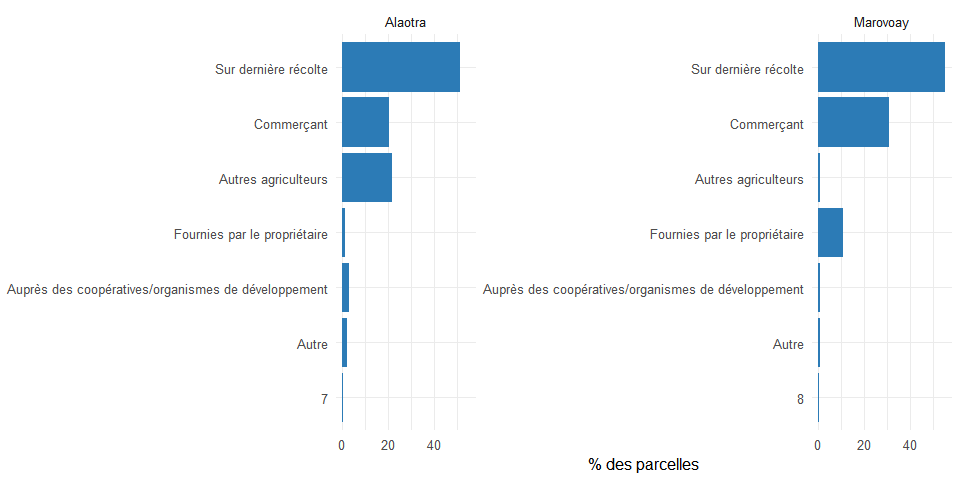 Alaotra
Sur dernière récolte
Commerçant
Autres agriculteurs
Fournies par le propriétaire
Auprès des coopératives/organismes de développement
Autre
7
0 20 40
Marovoay
Sur dernière récolte
Commerçant
Autres agriculteurs
Fournies par le propriétaire
Auprès des coopératives/organismes de développement
Autre
8
0 20 40
% des parcelles